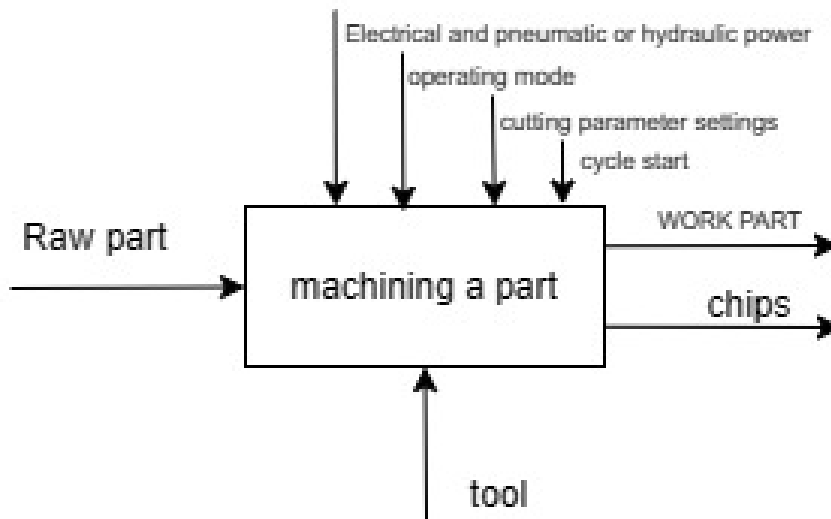 Electrical and pneumatic or hydraulic power
operating mode
cutting parameter settings
cycle start
Raw part
WORK PART
machining a part
chips
tool